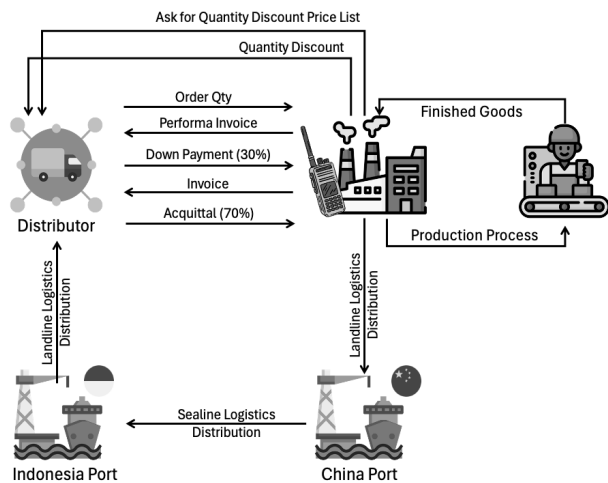 Ask for Quantity Discount Price List
Quantity Discount
Order Qty
Performa Invoice
Down Payment (30%)
Invoice
Acquittal (70%)
Distributor
Finished Goods
Production Process
Landline Logistics
Distribution
Landline Logistics
Distribution
Sealine Logistics
Distribution
Indonesia Port
China Port